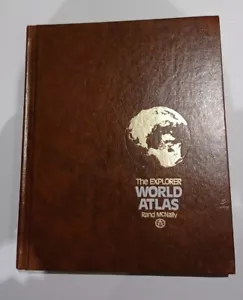 The EXPLORER
WORLD
ATLAS
Rand McNally